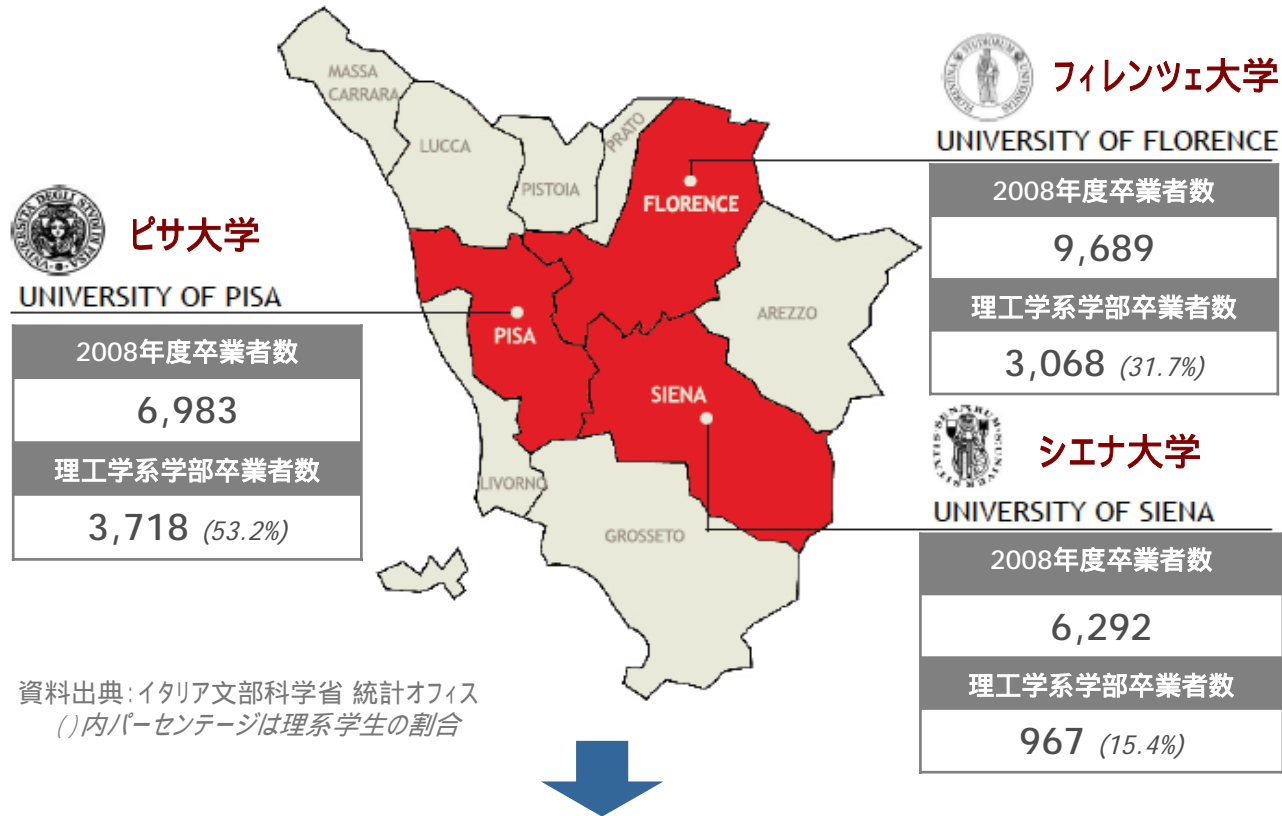 MASSA
CARRARA
LUCCA
PISTOIA
PRATO
FLORENCE
AREZZO
PISA
SIENA
LIVORNO
GROSSETO
フィレンツェ大学
UNIVERSITY OF FLORENCE
2008年度卒業者数
9,689
理工学系学部卒業者数
3,068 (31.7%)
ピサ大学
UNIVERSITY OF PISA
2008年度卒業者数
6,983
理工学系学部卒業者数
3,718 (53.2%)
シエナ大学
UNIVERSITY OF SIENA
2008年度卒業者数
6,292
理工学系学部卒業者数
967 (15.4%)
資料出典：イタリア文部科学省 統計オフィス
（）内パーセンテージは理系学生の割合